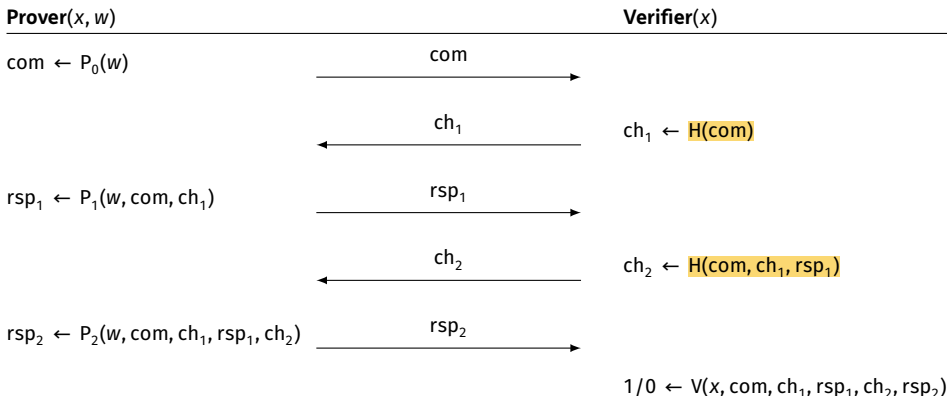 Prover(x, w) Verifier(x)
com ← P₀(w) com
ch₁ ch₁ ← H(com)
rsp₁ ← P₁(w, com, ch₁) rsp₁
ch₂ ch₂ ← H(com, ch₁, rsp₁)
rsp₂ ← P₂(w, com, ch₁, rsp₁, ch₂) rsp₂
1/0 ← V(x, com, ch₁, rsp₁, ch₂, rsp₂)